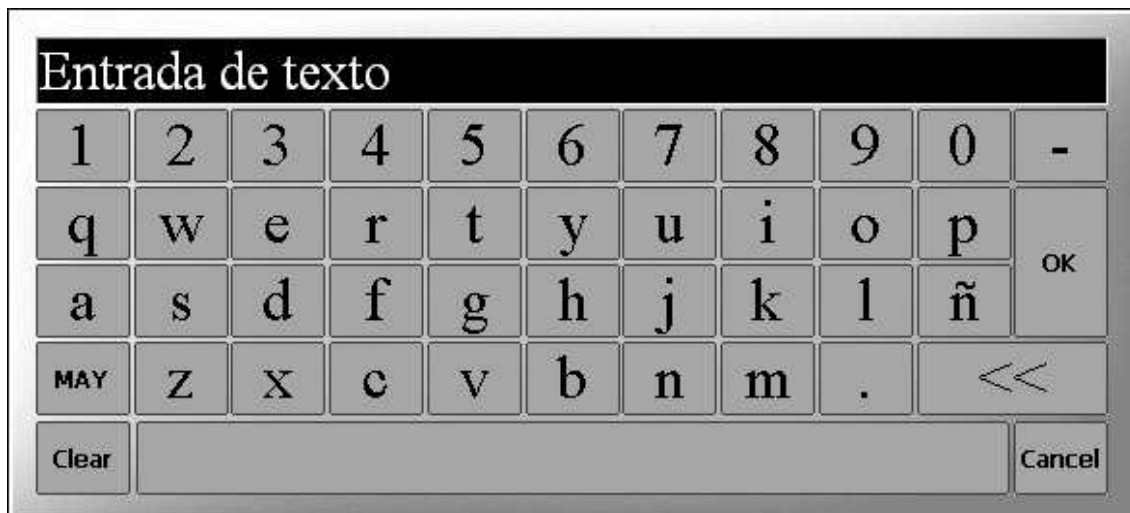 Entrada de texto
1 2 3 4 5 6 7 8 9 0 -
q w e r t y u i o p
OK
a s d f g h j k l ñ
MAY z x c v b n m . <<
Clear Cancel